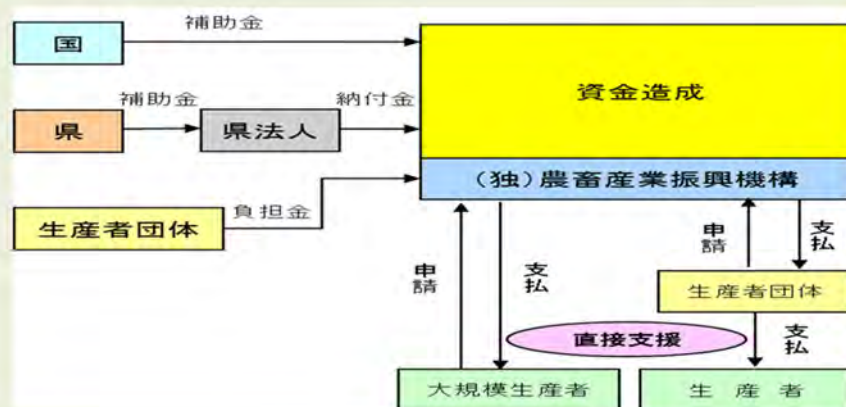 補助金
国
資金造成
補助金
納付金
県
県法人
(独)農畜産業振興機構
負担金
生産者団体
申請
支払
申請
支払
生産者団体
直接支援
支払
大規模生産者
生産者